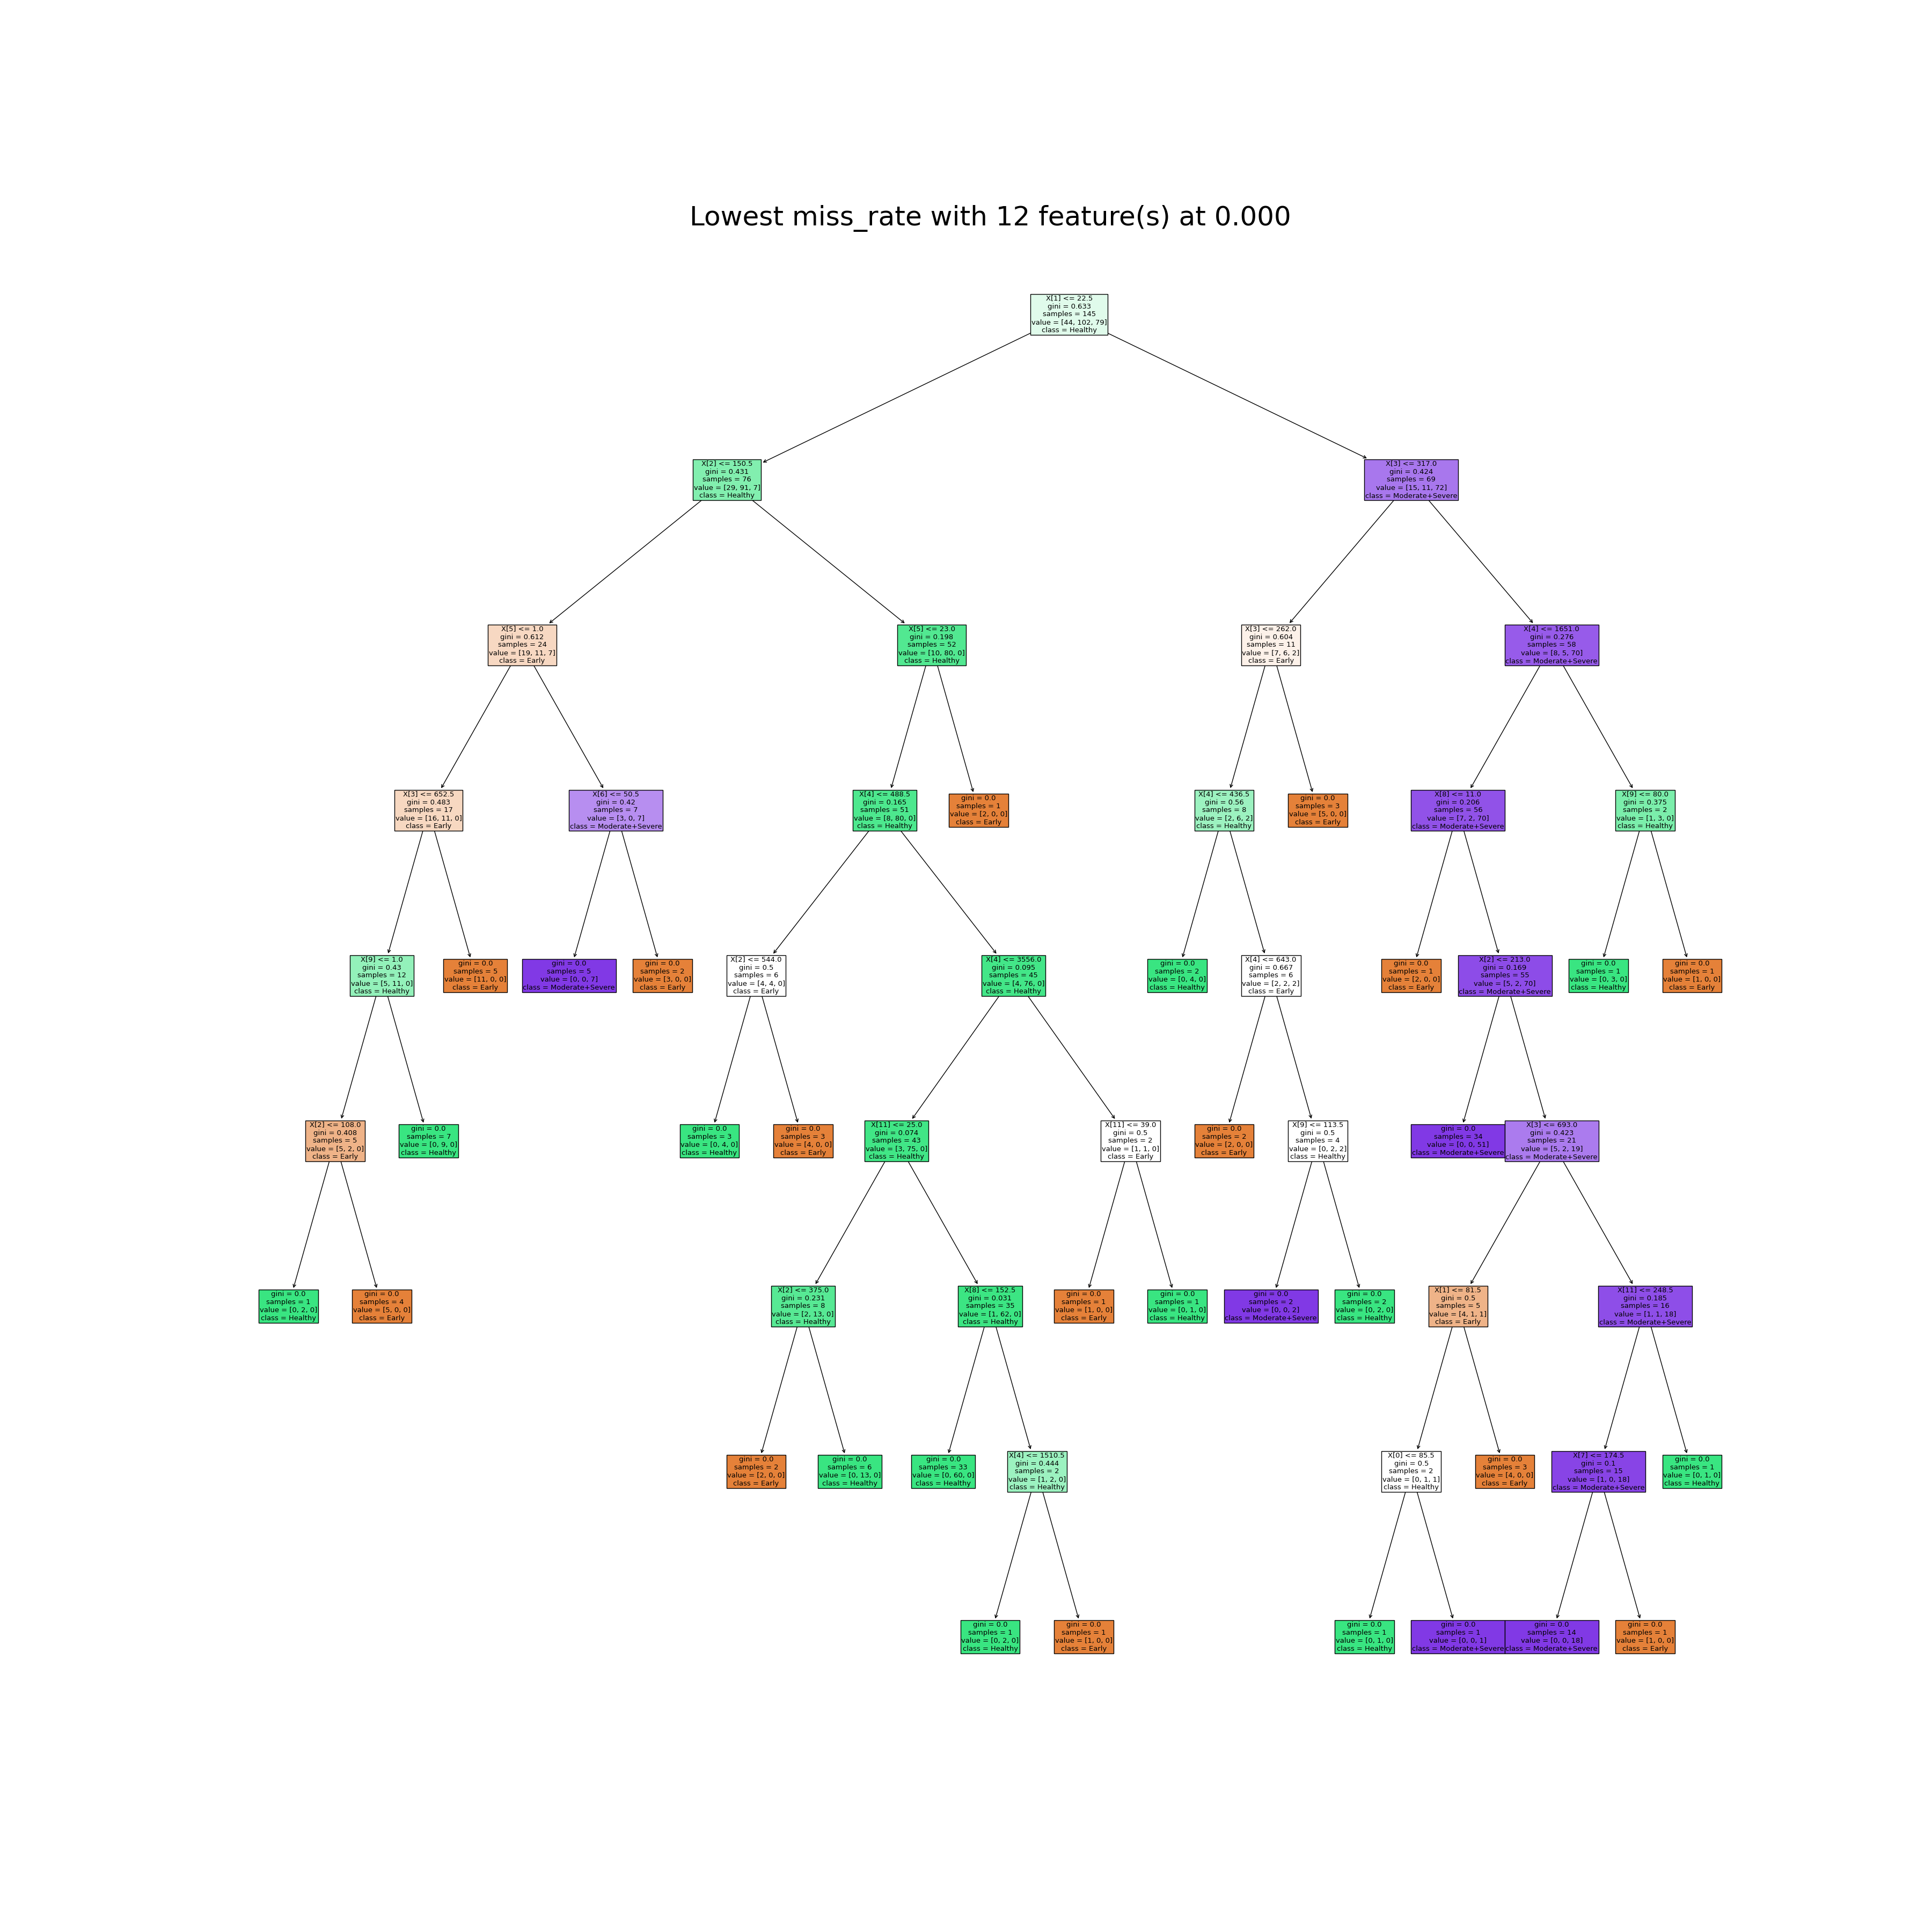 Lowest miss_rate with 12 feature(s) at 0.000
X[1] <= 22.5
gini = 0.633
samples = 145
value = [44, 102, 79]
class = Healthy
X[2] <= 150.5
gini = 0.431
samples = 76
value = [29, 91, 7]
class = Healthy
X[3] <= 317.0
gini = 0.424
samples = 69
value = [15, 11, 72]
class = Moderate+Severe
X[5] <= 1.0
gini = 0.612
samples = 24
value = [19, 11, 7]
class = Early
X[5] <= 23.0
gini = 0.198
samples = 52
value = [10, 80, 0]
class = Healthy
X[3] <= 262.0
gini = 0.604
samples = 11
value = [7, 6, 2]
class = Early
X[4] <= 1651.0
gini = 0.276
samples = 58
value = [8, 5, 70]
class = Moderate+Severe
X[3] <= 652.5
gini = 0.483
samples = 17
value = [16, 11, 0]
class = Early
X[6] <= 50.5
gini = 0.42
samples = 7
value = [3, 0, 7]
class = Moderate+Severe
X[4] <= 488.5
gini = 0.165
samples = 51
value = [8, 80, 0]
class = Healthy
gini = 0.0
samples = 1
value = [2, 0, 0]
class = Early
X[4] <= 436.5
gini = 0.56
samples = 8
value = [2, 6, 2]
class = Healthy
gini = 0.0
samples = 3
value = [5, 0, 0]
class = Early
X[8] <= 11.0
gini = 0.206
samples = 56
value = [7, 2, 70]
class = Moderate+Severe
X[9] <= 80.0
gini = 0.375
samples = 2
value = [1, 3, 0]
class = Healthy
X[9] <= 1.0
gini = 0.43
samples = 12
value = [5, 11, 0]
class = Healthy
gini = 0.0
samples = 5
value = [11, 0, 0]
class = Early
gini = 0.0
samples = 5
value = [0, 0, 7]
class = Moderate+Severe
gini = 0.0
samples = 2
value = [3, 0, 0]
class = Early
X[2] <= 544.0
gini = 0.5
samples = 6
value = [4, 4, 0]
class = Early
X[4] <= 3556.0
gini = 0.095
samples = 45
value = [4, 76, 0]
class = Healthy
gini = 0.0
samples = 2
value = [0, 4, 0]
class = Healthy
X[4] <= 643.0
gini = 0.667
samples = 6
value = [2, 2, 2]
class = Early
gini = 0.0
samples = 1
value = [2, 0, 0]
class = Early
X[2] <= 213.0
gini = 0.169
samples = 55
value = [5, 2, 70]
class = Moderate+Severe
gini = 0.0
samples = 1
value = [0, 3, 0]
class = Healthy
gini = 0.0
samples = 1
value = [1, 0, 0]
class = Early
X[2] <= 108.0
gini = 0.408
samples = 5
value = [5, 2, 0]
class = Early
gini = 0.0
samples = 7
value = [0, 9, 0]
class = Healthy
gini = 0.0
samples = 3
value = [0, 4, 0]
class = Healthy
gini = 0.0
samples = 3
value = [4, 0, 0]
class = Early
X[11] <= 25.0
gini = 0.074
samples = 43
value = [3, 75, 0]
class = Healthy
X[11] <= 39.0
gini = 0.5
samples = 2
value = [1, 1, 0]
class = Early
gini = 0.0
samples = 2
value = [2, 0, 0]
class = Early
X[9] <= 113.5
gini = 0.5
samples = 4
value = [0, 2, 2]
class = Healthy
gini = 0.0
samples = 34
value = [0, 0, 51]
class = Moderate+Severe
X[3] <= 693.0
gini = 0.423
samples = 21
value = [5, 2, 19]
class = Moderate+Severe
gini = 0.0
samples = 1
value = [0, 2, 0]
class = Healthy
gini = 0.0
samples = 4
value = [5, 0, 0]
class = Early
X[2] <= 375.0
gini = 0.231
samples = 8
value = [2, 13, 0]
class = Healthy
X[8] <= 152.5
gini = 0.031
samples = 35
value = [1, 62, 0]
class = Healthy
gini = 0.0
samples = 1
value = [1, 0, 0]
class = Early
gini = 0.0
samples = 1
value = [0, 1, 0]
class = Healthy
gini = 0.0
samples = 2
value = [0, 0, 2]
class = Moderate+Severe
gini = 0.0
samples = 2
value = [0, 2, 0]
class = Healthy
X[1] <= 81.5
gini = 0.5
samples = 5
value = [4, 1, 1]
class = Early
X[11] <= 248.5
gini = 0.185
samples = 16
value = [1, 1, 18]
class = Moderate+Severe
gini = 0.0
samples = 2
value = [2, 0, 0]
class = Early
gini = 0.0
samples = 6
value = [0, 13, 0]
class = Healthy
gini = 0.0
samples = 33
value = [0, 60, 0]
class = Healthy
X[4] <= 1510.5
gini = 0.444
samples = 2
value = [1, 2, 0]
class = Healthy
X[0] <= 85.5
gini = 0.5
samples = 2
value = [0, 1, 1]
class = Healthy
gini = 0.0
samples = 3
value = [4, 0, 0]
class = Early
X[7] <= 174.5
gini = 0.1
samples = 15
value = [1, 0, 18]
class = Moderate+Severe
gini = 0.0
samples = 1
value = [0, 1, 0]
class = Healthy
gini = 0.0
samples = 1
value = [0, 2, 0]
class = Healthy
gini = 0.0
samples = 1
value = [1, 0, 0]
class = Early
gini = 0.0
samples = 1
value = [0, 1, 0]
class = Healthy
gini = 0.0
samples = 1
value = [0, 0, 1]
class = Moderate+Severe
gini = 0.0
samples = 14
value = [0, 0, 18]
class = Moderate+Severe
gini = 0.0
samples = 1
value = [1, 0, 0]
class = Early